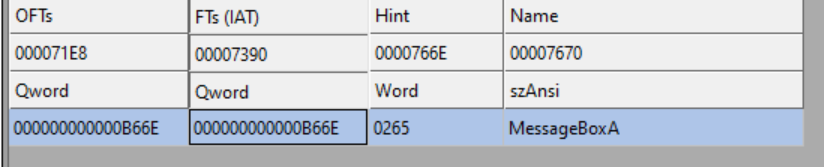 OFTs FTs (IAT) Hint Name
000071E8 00007390 0000766E 00007670
Qword Qword Word szAnsi
000000000000B66E 000000000000B66E 0265 MessageBoxA